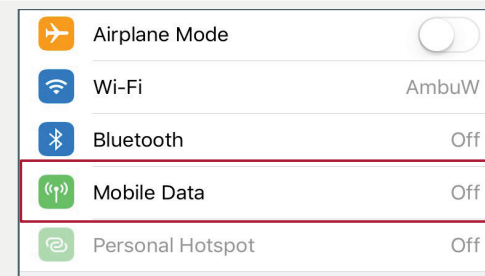 Airplane Mode
Wi-Fi AmbuW
Bluetooth Off
Mobile Data Off
Personal Hotspot Off